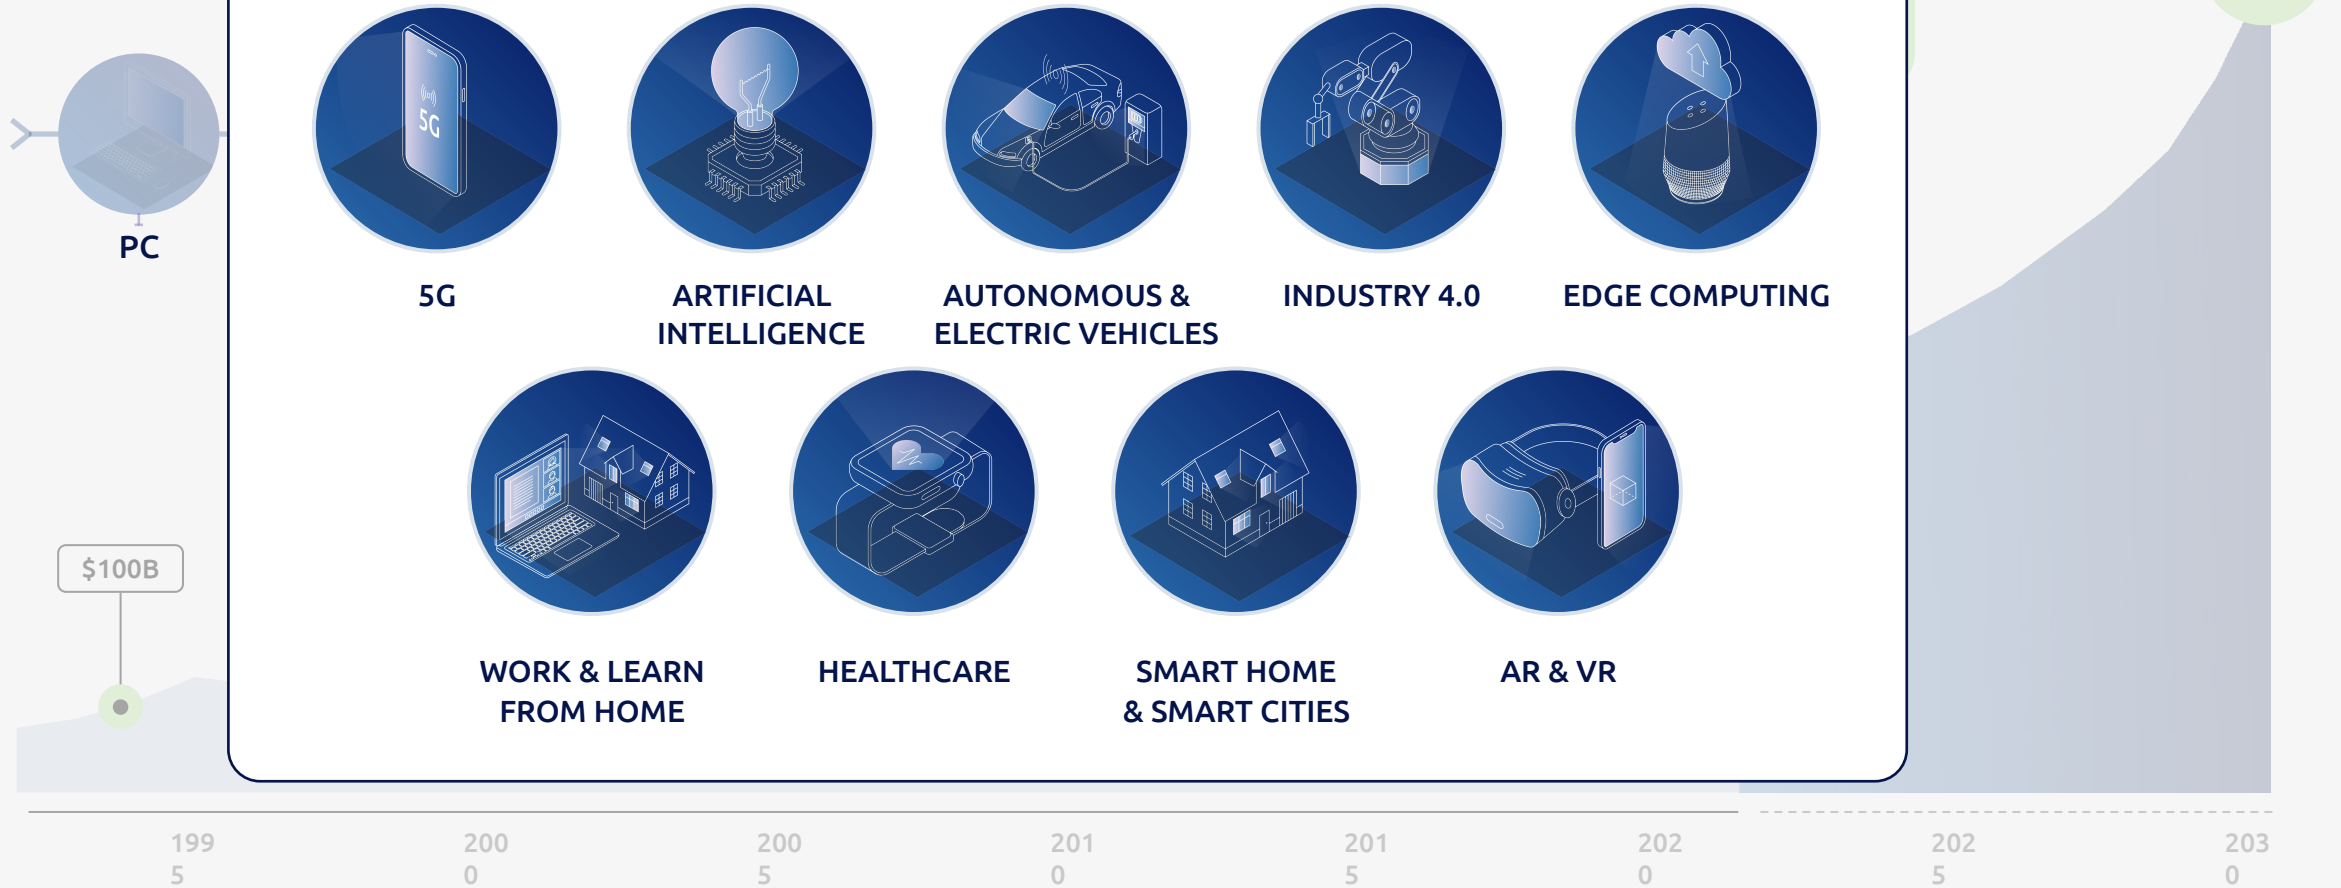 5G
PC
5G
ARTIFICIAL
INTELLIGENCE
AUTONOMOUS &
ELECTRIC VEHICLES
INDUSTRY 4.0
EDGE COMPUTING
WORK & LEARN
FROM HOME
HEALTHCARE
SMART HOME
& SMART CITIES
AR & VR
$100B
199
5
200
0
200
5
201
0
201
5
202
0
202
5
203
0